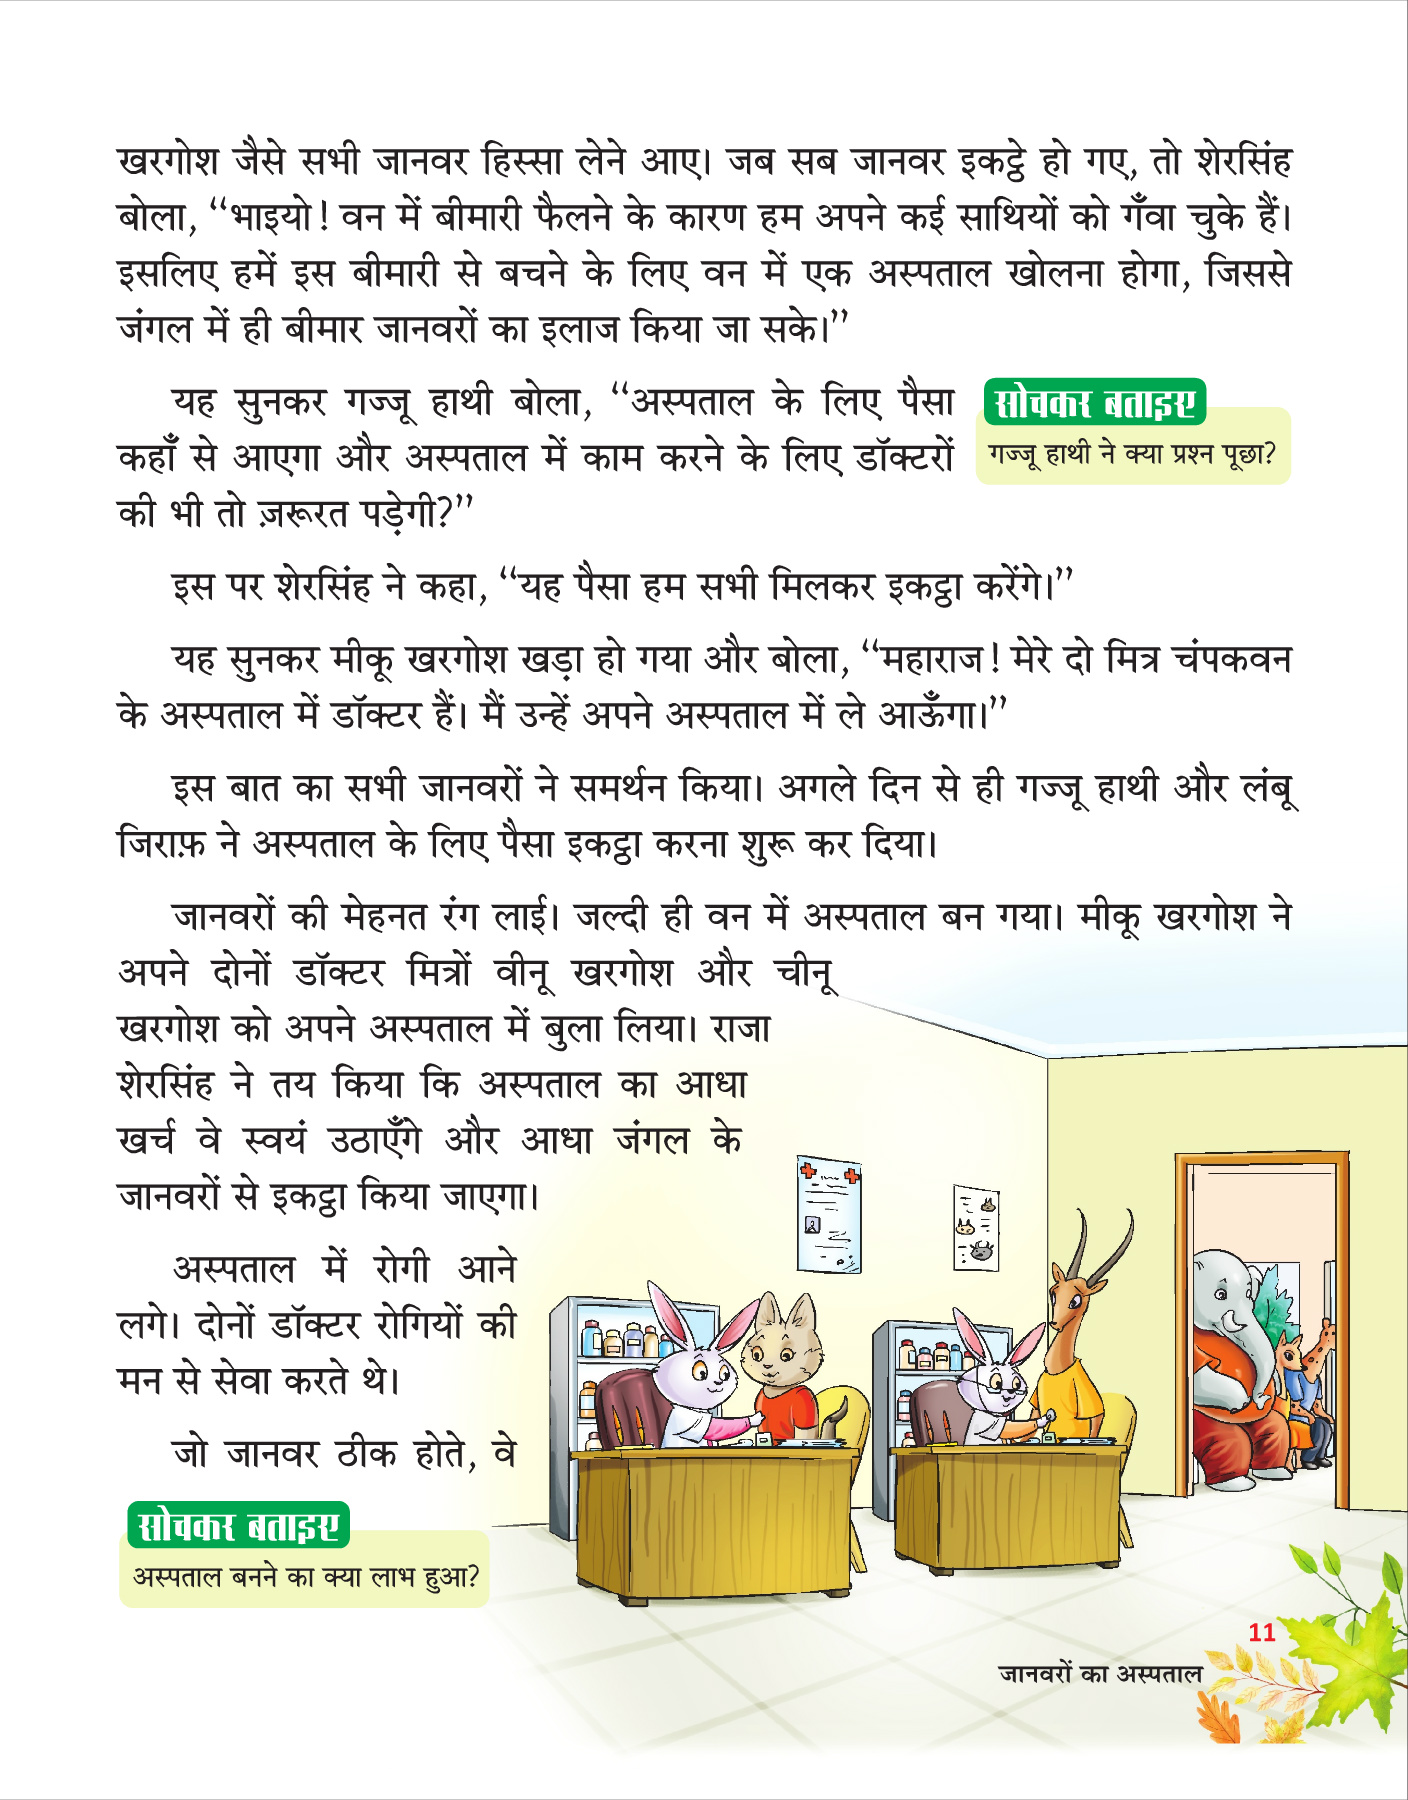 खरगोश जैसे सभी जानवर हिस्सा लेने आए। जब सब जानवर इकट्ठे हो गए, तो शेरसिंह
बोला, “भाइयो! वन में बीमारी फैलने के कारण हम अपने कई साथियों को गँवा चुके हैं।
इसलिए हमें इस बीमारी से बचने के लिए वन में एक अस्पताल खोलना होगा, जिससे
जंगल में ही बीमार जानवरों का इलाज किया जा सके।”
यह सुनकर गज्जू हाथी बोला, “अस्पताल के लिए पैसा
कहाँ से आएगा और अस्पताल में काम करने के लिए डॉक्टरों
की भी तो ज़रूरत पड़ेगी?”
सोचकर बताइए
गज्जू हाथी ने क्या प्रश्न पूछा?
इस पर शेरसिंह ने कहा, “यह पैसा हम सभी मिलकर इकट्ठा करेंगे।”
यह सुनकर मीकू खरगोश खड़ा हो गया और बोला, “महाराज! मेरे दो मित्र चंपकवन
के अस्पताल में डॉक्टर हैं। मैं उन्हें अपने अस्पताल में ले आऊँगा।”
इस बात का सभी जानवरों ने समर्थन किया। अगले दिन से ही गज्जू हाथी और लंबू
जिराफ़ ने अस्पताल के लिए पैसा इकट्ठा करना शुरू कर दिया।
जानवरों की मेहनत रंग लाई। जल्दी ही वन में अस्पताल बन गया। मीकू खरगोश ने
अपने दोनों डॉक्टर मित्रों वीनू खरगोश और चीनू
खरगोश को अपने अस्पताल में बुला लिया। राजा
शेरसिंह ने तय किया कि अस्पताल का आधा
खर्च वे स्वयं उठाएँगे और आधा जंगल के
जानवरों से इकट्ठा किया जाएगा।
अस्पताल में रोगी आने
लगे। दोनों डॉक्टर रोगियों की
मन से सेवा करते थे।
जो जानवर ठीक होते, वे
सोचकर बताइए
अस्पताल बनने का क्या लाभ हुआ?
11
जानवरों का अस्पताल